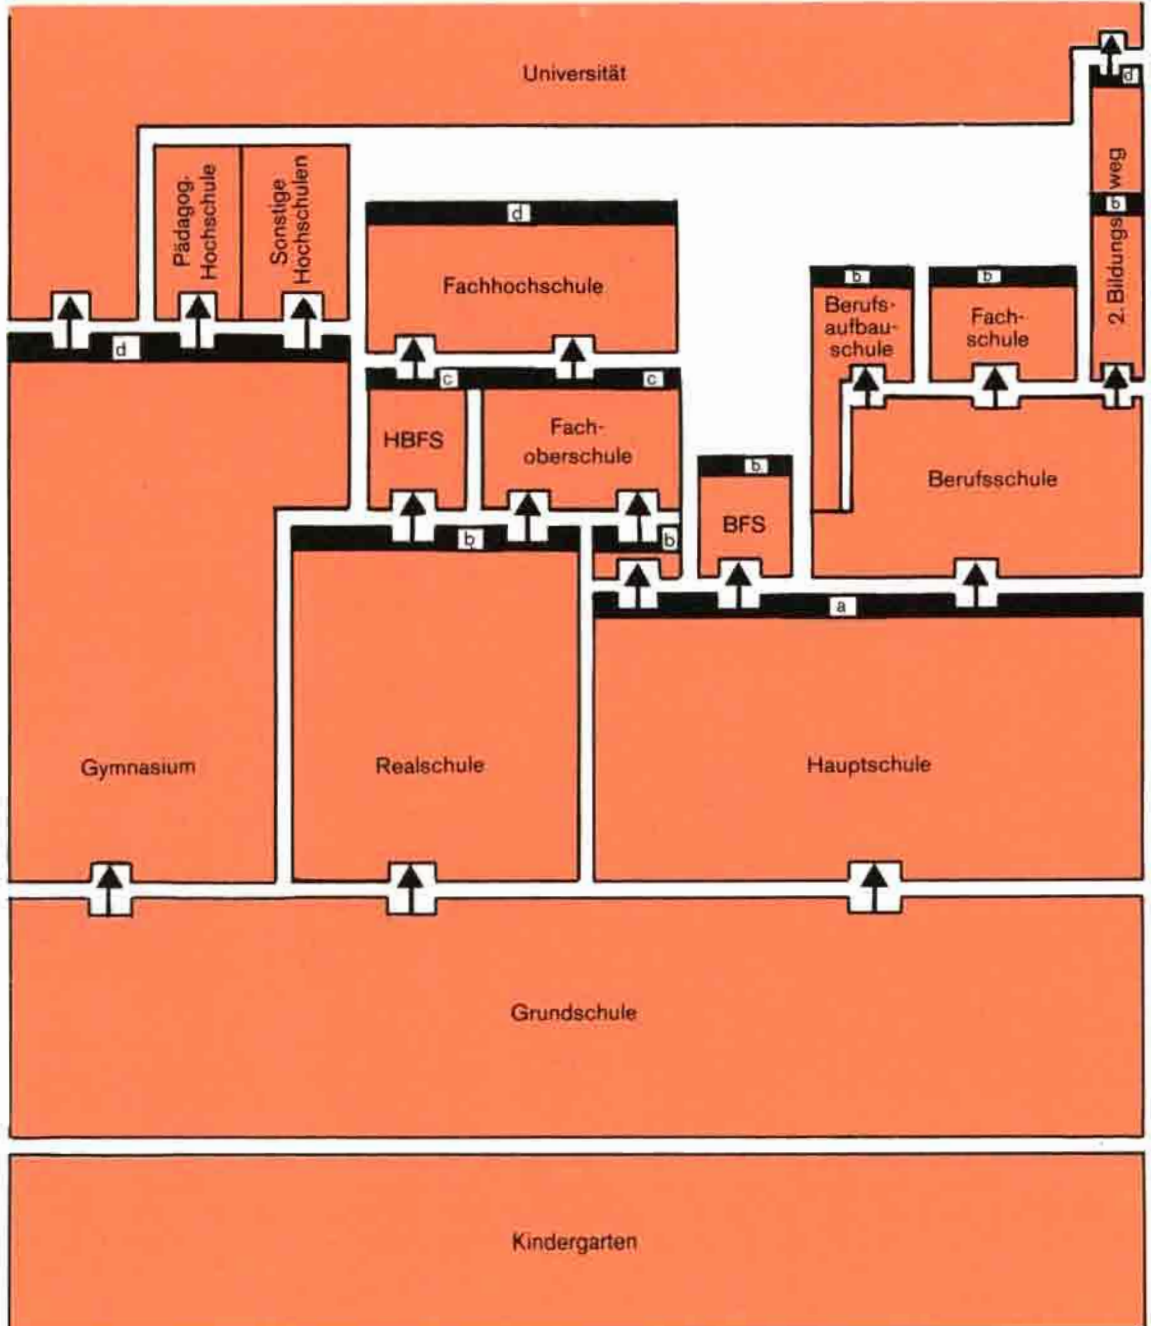 Universität
d
Pädagog.
Hochschule
Sonstige
Hochschulen
d
Fachhochschule
2. Bildungsweg
b
b
b
Berufs-
aufbau-
schule
Fach-
schule
d
c
c
HBFS
Fach-
oberschule
b
BFS
Berufsschule
b
b
a
Gymnasium
Realschule
Hauptschule
Grundschule
Kindergarten